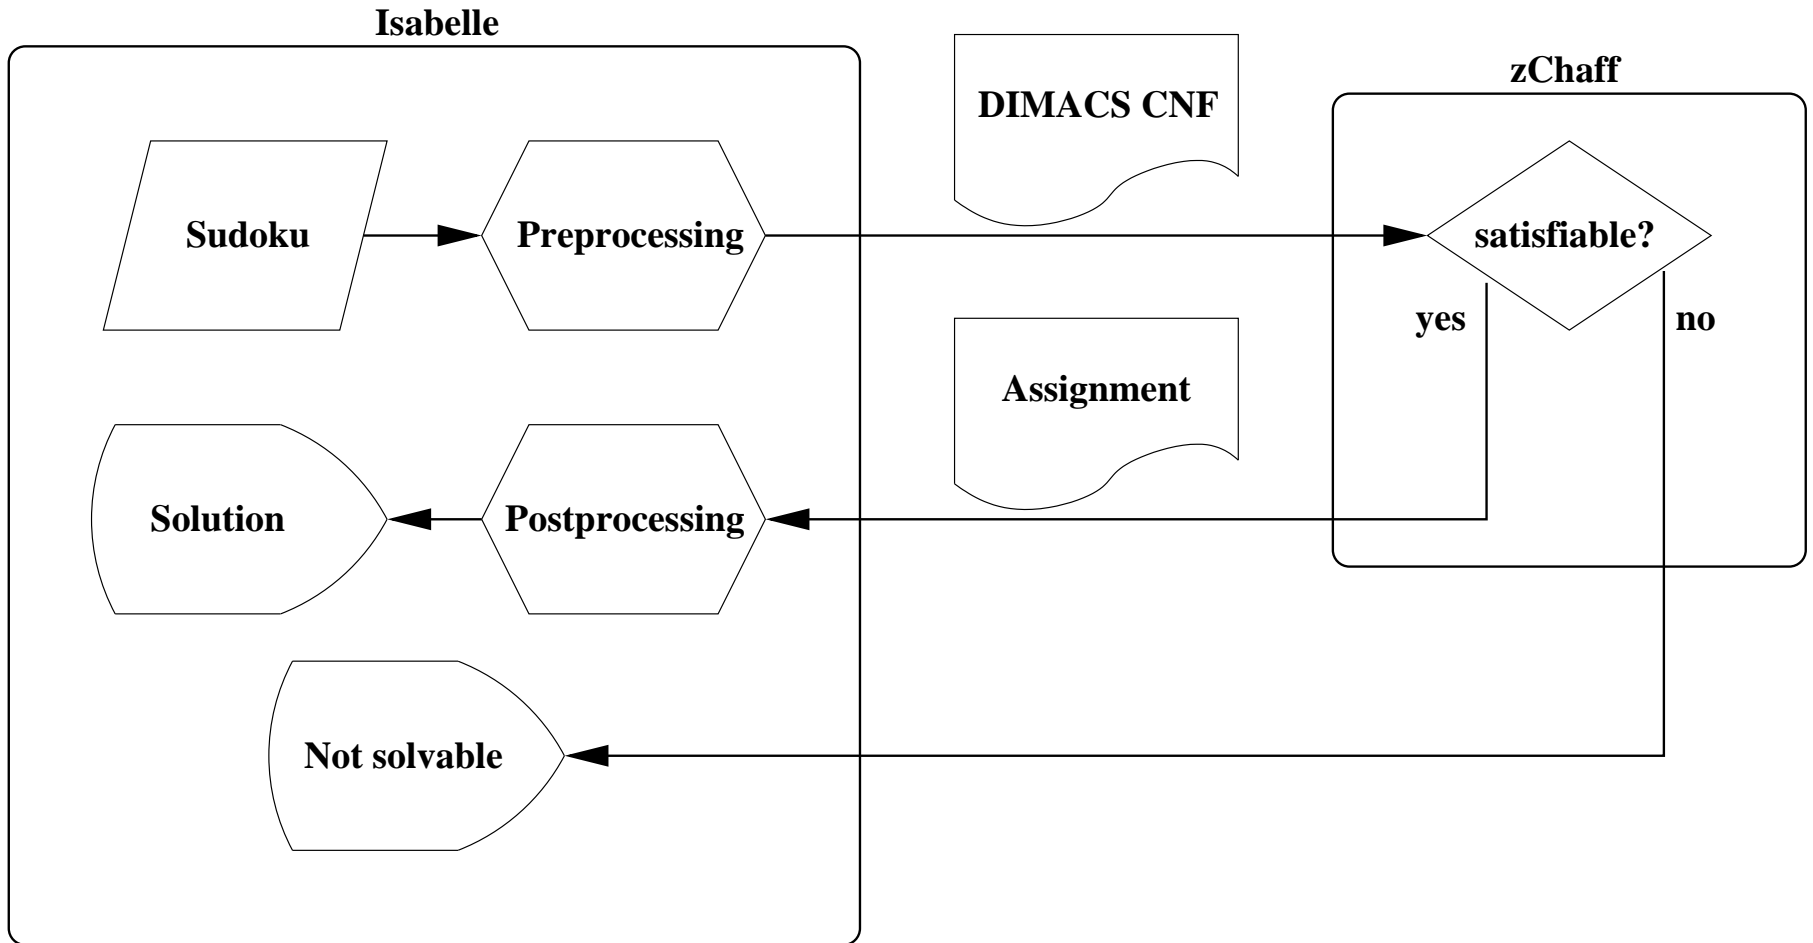 Isabelle
zChaff
DIMACS CNF
Sudoku
Preprocessing
satisfiable?
yes
no
Assignment
Solution
Postprocessing
Not solvable